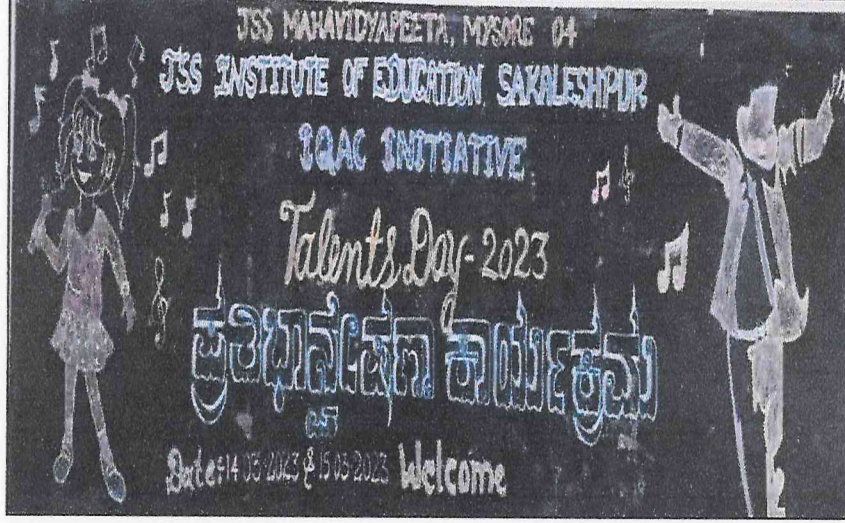 JSS MAHAVIDYAPEETA, MYSORE 04
JSS INSTITUTE OF EDUCATION SAKALESHPUR
IQAC INITIATIVE
Talents Day-2023
ಪ್ರತಿಭಾನ್ವೇಷಣಾ ಕಾರ್ಯಕ್ರಮ
Date:14 03-2023 & 15 03-2023 Welcome